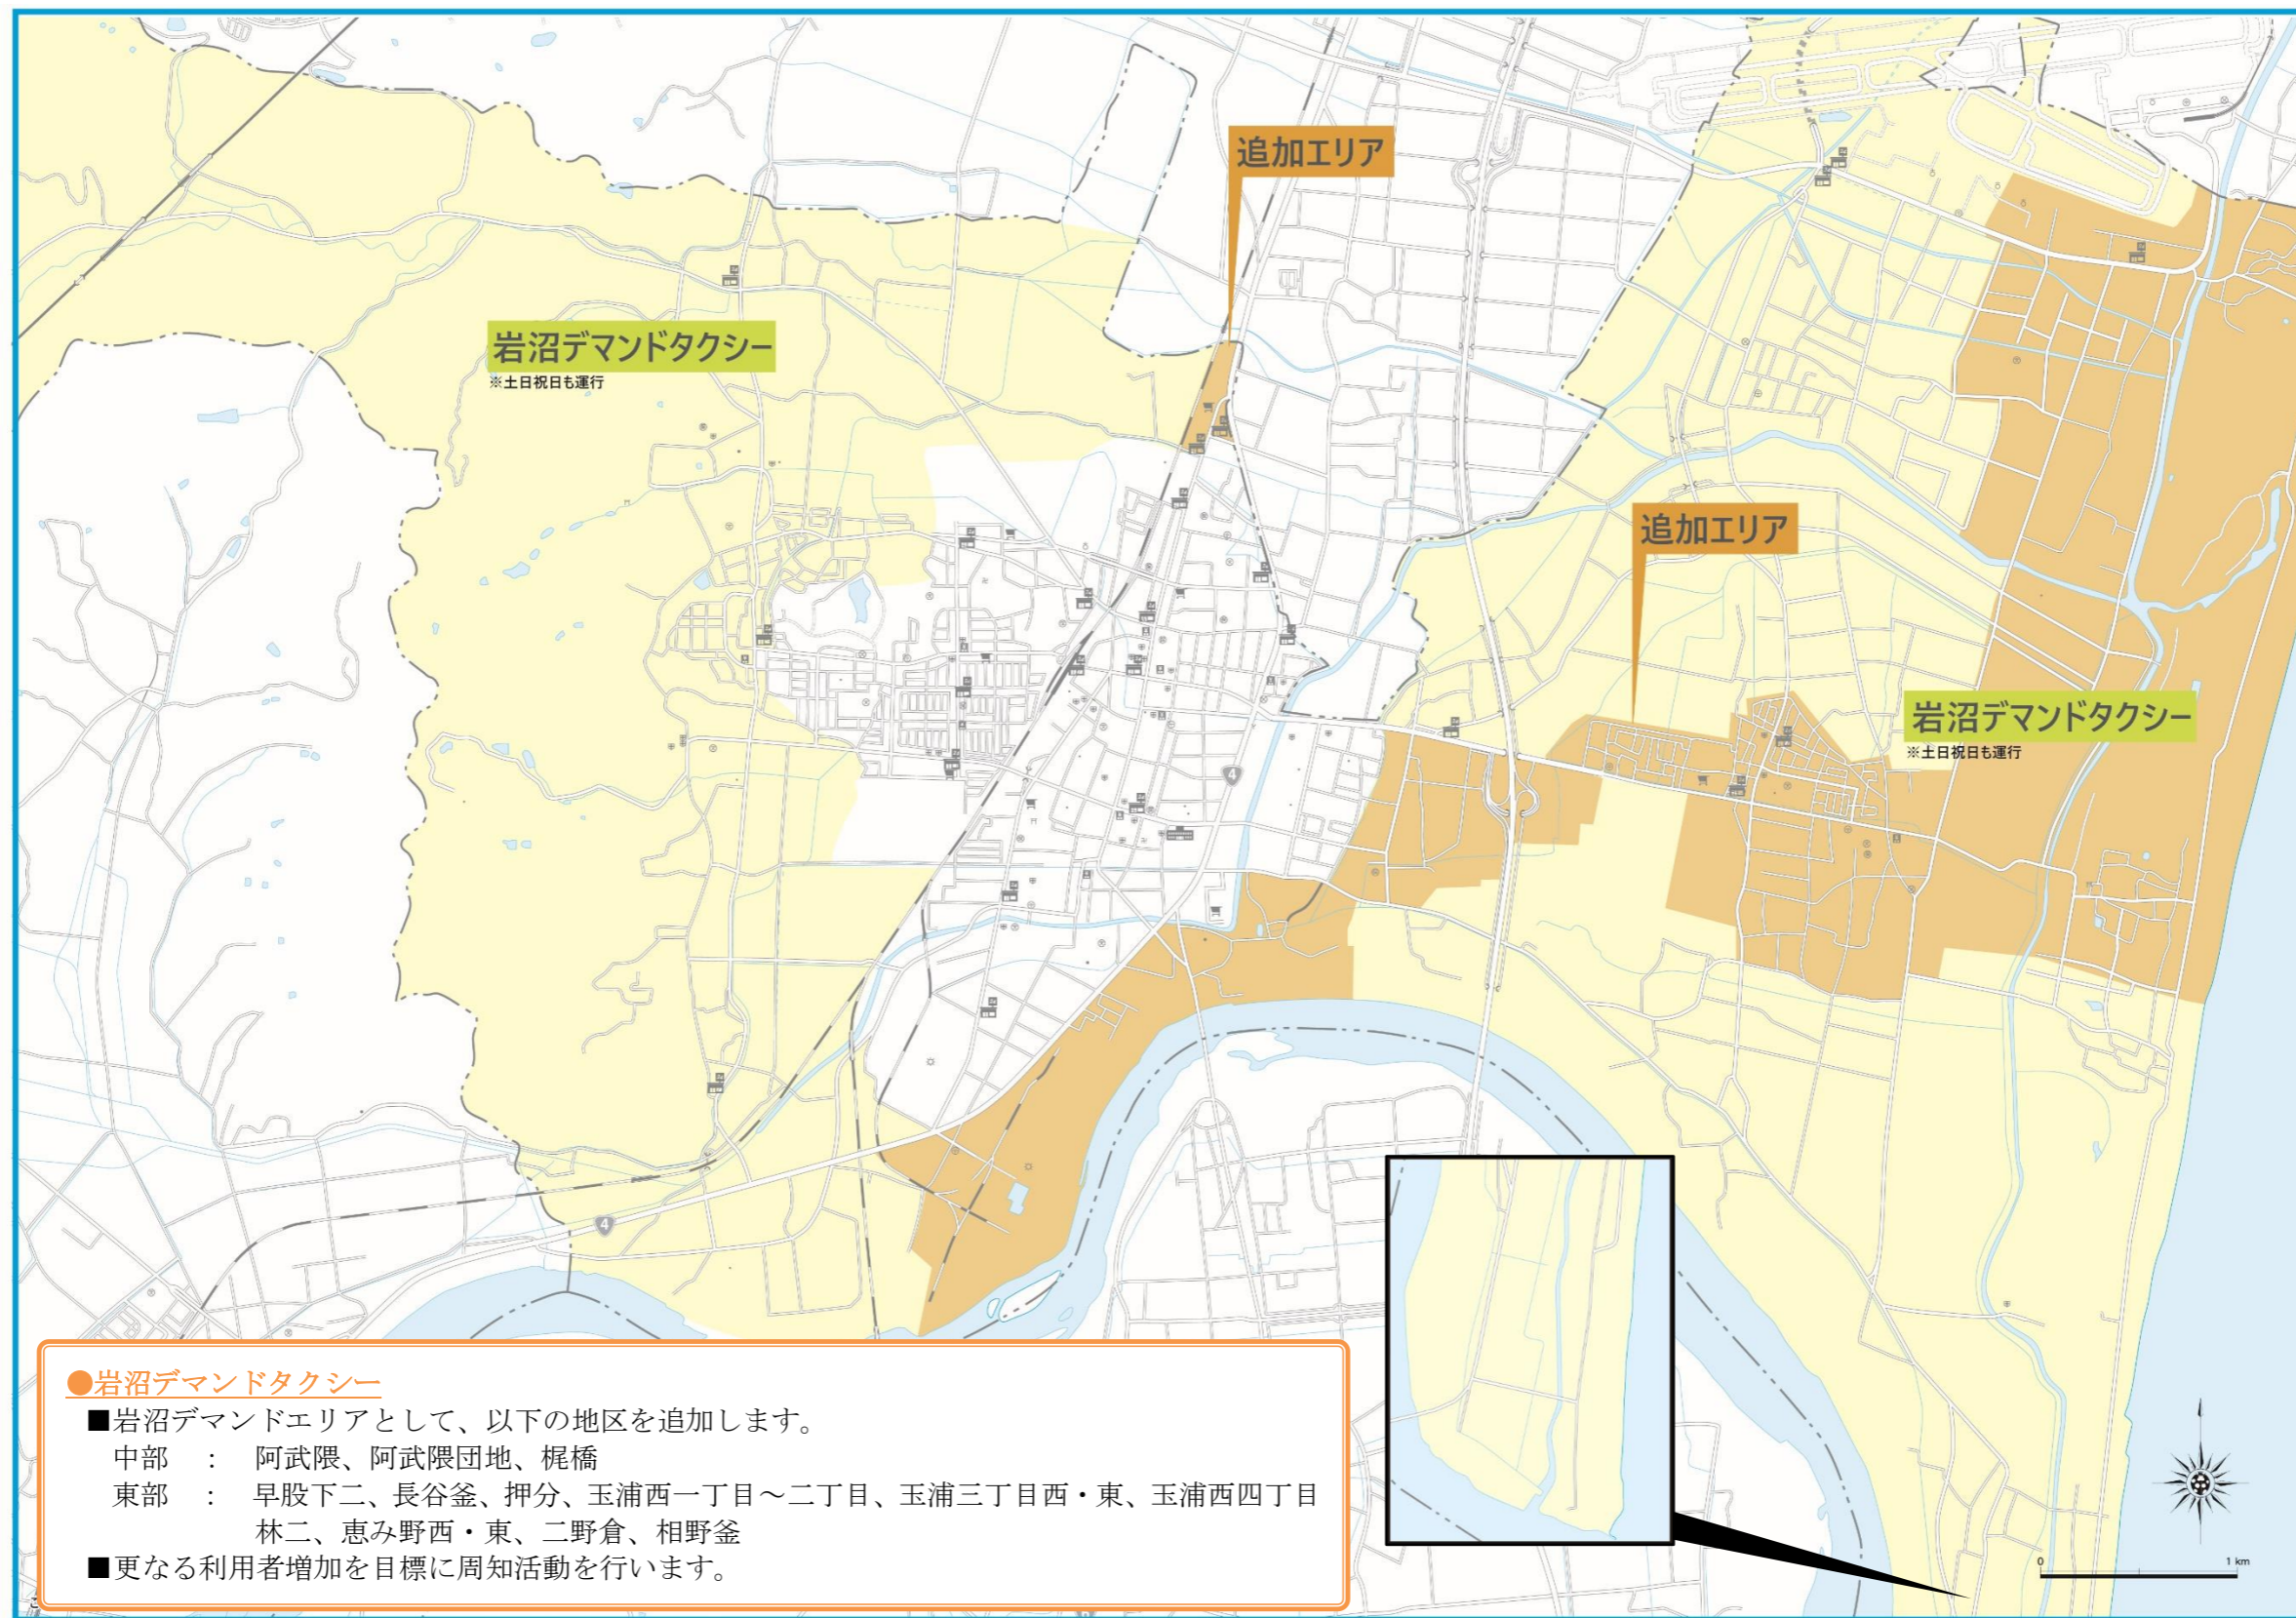 追加エリア
岩沼デマンドタクシー
※土日祝日も運行
追加エリア
岩沼デマンドタクシー
※土日祝日も運行
4
4
●岩沼デマンドタクシー
■岩沼デマンドエリアとして、以下の地区を追加します。
中部 : 阿武隈、阿武隈団地、梶橋
東部 : 早股下二、長谷釜、押分、玉浦西一丁目~二丁目、玉浦三丁目西・東、玉浦西四丁目
林二、恵み野西・東、二野倉、相野釜
■更なる利用者増加を目標に周知活動を行います。
0 1 km